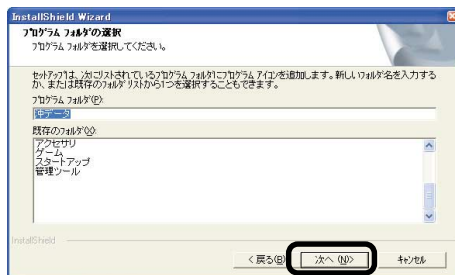 InstallShield Wizard
プログラム フォルダの選択
プログラム フォルダを選択してください。
セットアップは、次にリストされているプログラム フォルダにプログラム アイコンを追加します。新しいフォルダ名を入力する
か、または既存のフォルダ リストから1つを選択することもできます。
プログラム フォルダ(P):
沖データ
既存のフォルダ(X):
アクセサリ
ゲーム
スタートアップ
管理ツール
InstallShield
< 戻る(B)
次へ (N)>
キャンセル